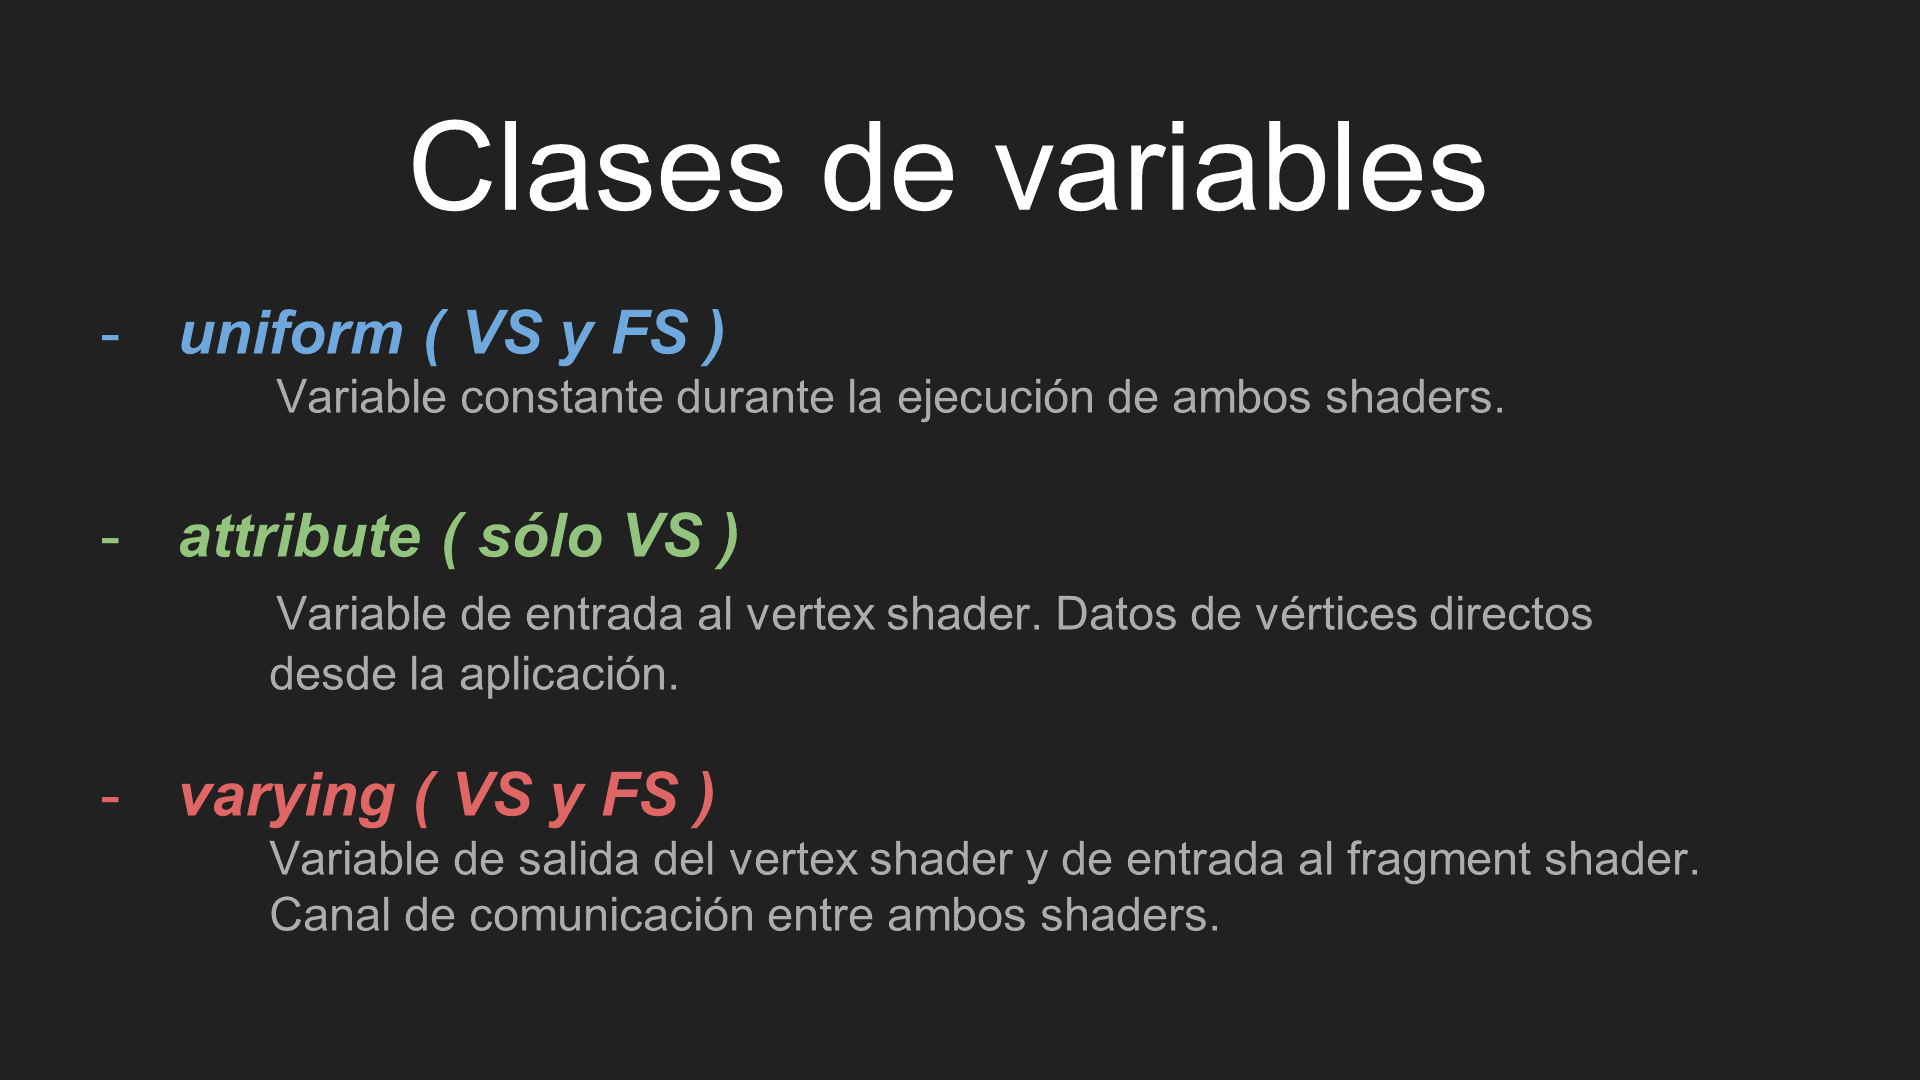 Clases de variables
- uniform ( VS y FS )
Variable constante durante la ejecución de ambos shaders.
- attribute ( sólo VS )
Variable de entrada al vertex shader. Datos de vértices directos
desde la aplicación.
- varying ( VS y FS )
Variable de salida del vertex shader y de entrada al fragment shader.
Canal de comunicación entre ambos shaders.